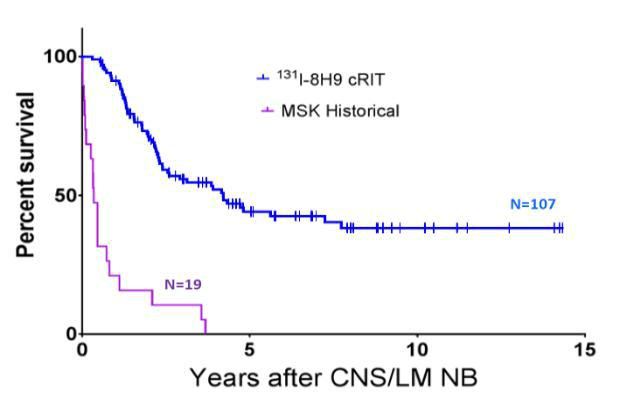 ¹³¹I-8H9 cRIT
MSK Historical
Percent survival
100
50
0
N=107
N=19
0 5 10 15
Years after CNS/LM NB